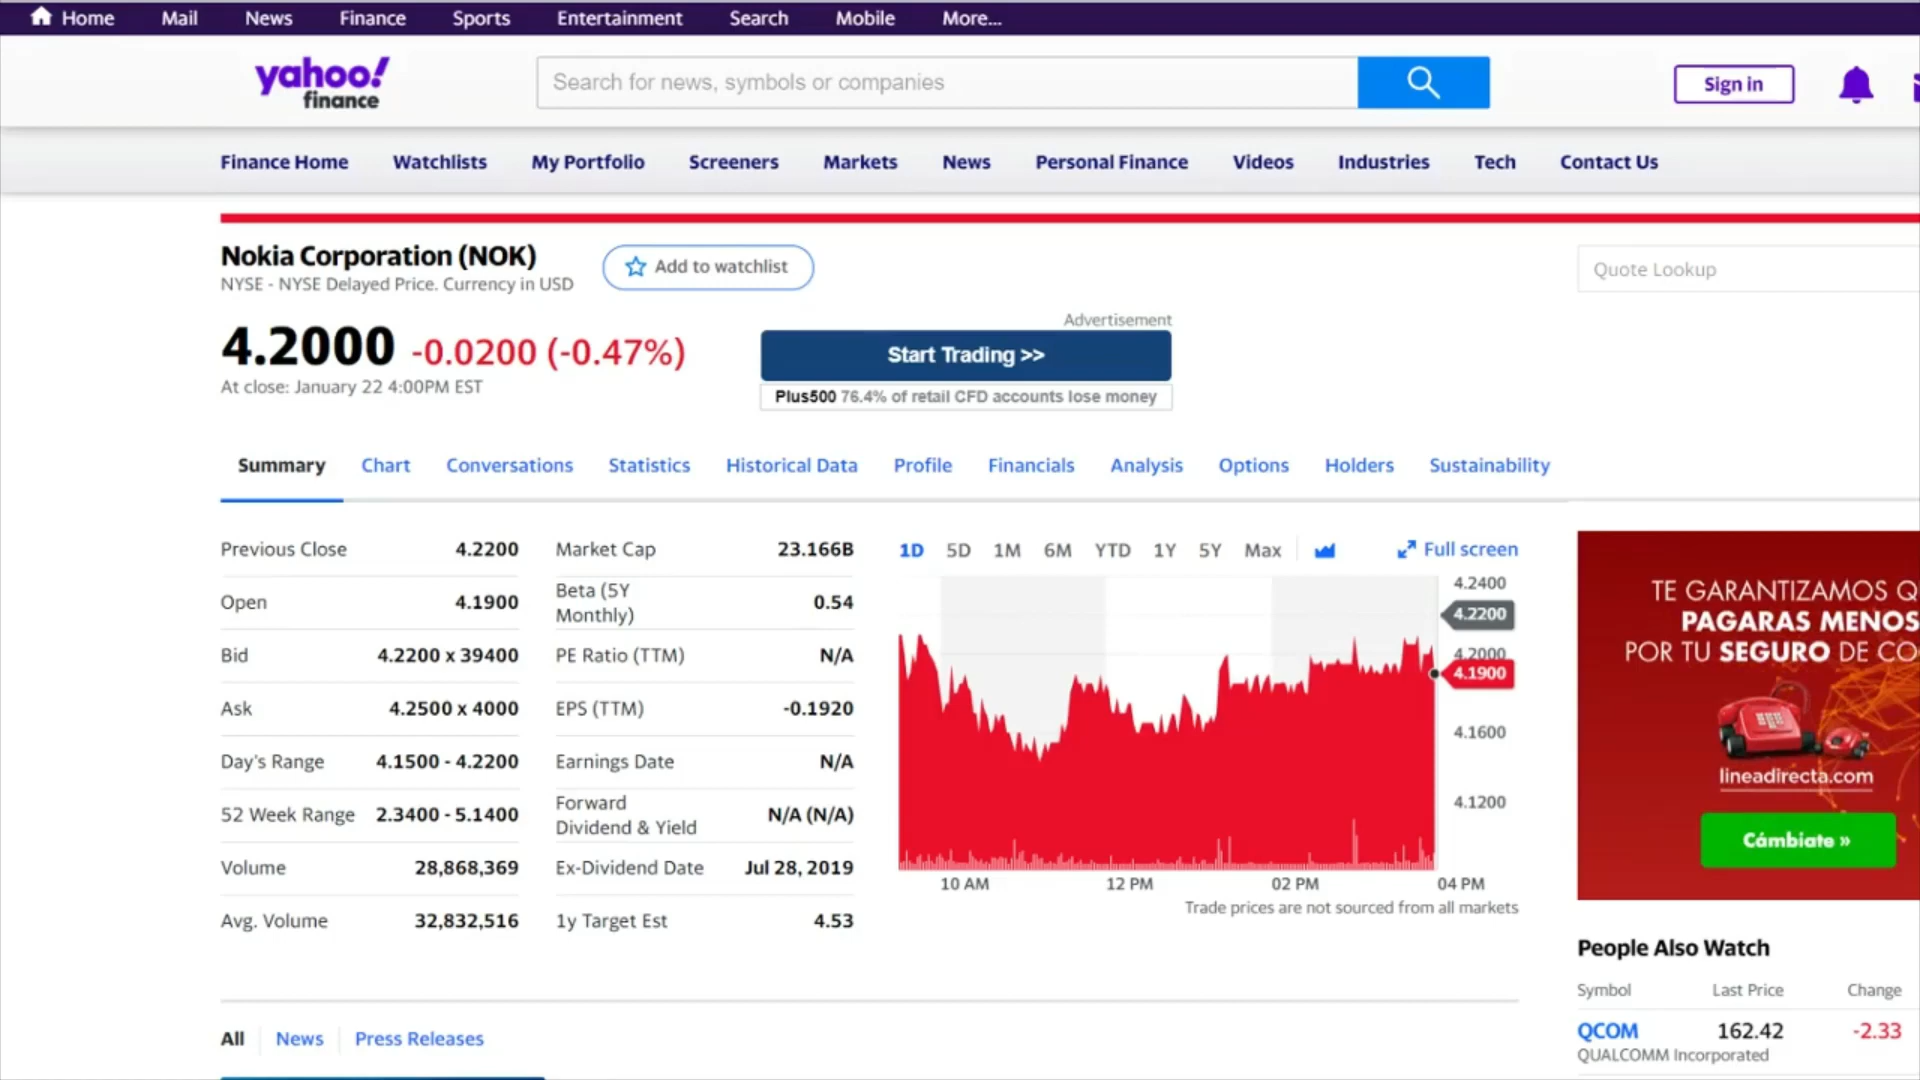 Home Mail News Finance Sports Entertainment Search Mobile More...
yahoo!
finance
Search for news, symbols or companies
Sign in
Finance Home Watchlists My Portfolio Screeners Markets News Personal Finance Videos Industries Tech Contact Us
Nokia Corporation (NOK)
NYSE - NYSE Delayed Price. Currency in USD
Add to watchlist
Quote Lookup
4.2000 -0.0200 (-0.47%)
At close: January 22 4:00PM EST
Advertisement
Start Trading >>
Plus500 76.4% of retail CFD accounts lose money
Summary Chart Conversations Statistics Historical Data Profile Financials Analysis Options Holders Sustainability
Previous Close 4.2200
Open 4.1900
Bid 4.2200 x 39400
Ask 4.2500 x 4000
Day's Range 4.1500 - 4.2200
52 Week Range 2.3400 - 5.1400
Volume 28,868,369
Avg. Volume 32,832,516
Market Cap 23.166B
Beta (5Y
Monthly) 0.54
PE Ratio (TTM) N/A
EPS (TTM) -0.1920
Earnings Date N/A
Forward
Dividend & Yield N/A (N/A)
Ex-Dividend Date Jul 28, 2019
1y Target Est 4.53
1D 5D 1M 6M YTD 1Y 5Y Max Full screen
4.2400
4.2200
4.2000
4.1900
4.1600
4.1200
10 AM 12 PM 02 PM 04 PM
Trade prices are not sourced from all markets
TE GARANTIZAMOS Q
PAGARAS MENOS
POR TU SEGURO DE CO
lineadirecta.com
Cámbiate »
People Also Watch
Symbol Last Price Change
QCOM 162.42 -2.33
QUALCOMM Incorporated
All News Press Releases